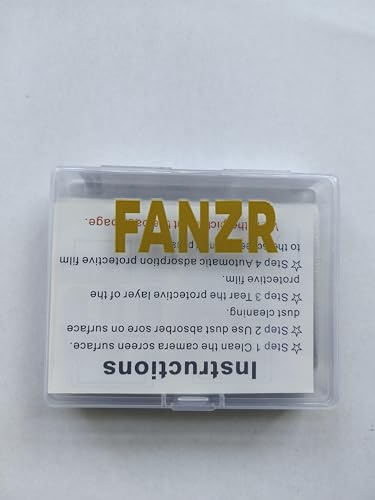 FANZR
Instructions
☆ Step 1 Clean the camera screen surface.
☆ Step 2 Use dust absorber sore on surface
dust cleaning.
☆ Step 3 Tear the protective layer of the
protective film.
☆ Step 4 Automatic adsorption protective film
to the
page.